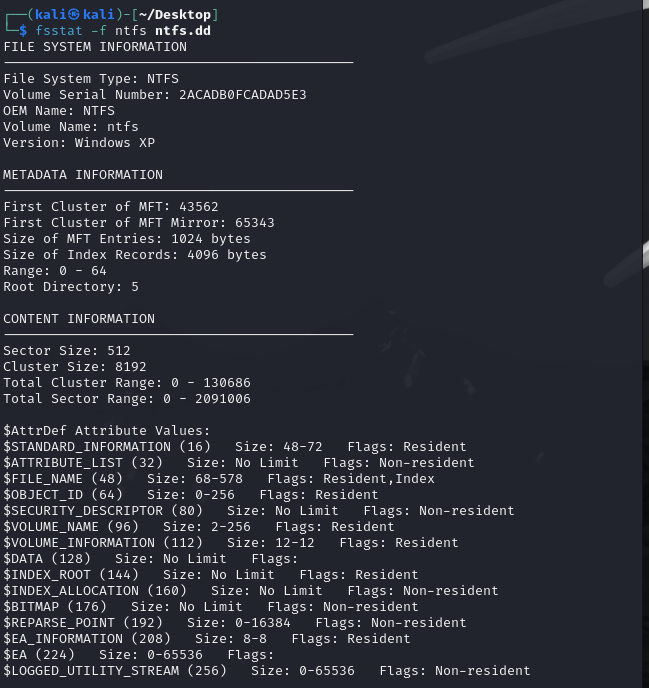 ┌──(kali㉿kali)-[~/Desktop]
└─$ fsstat -f ntfs ntfs.dd
FILE SYSTEM INFORMATION
--------------------------------------------
File System Type: NTFS
Volume Serial Number: 2ACADB0FCADAD5E3
OEM Name: NTFS
Volume Name: ntfs
Version: Windows XP

METADATA INFORMATION
--------------------------------------------
First Cluster of MFT: 43562
First Cluster of MFT Mirror: 65343
Size of MFT Entries: 1024 bytes
Size of Index Records: 4096 bytes
Range: 0 - 64
Root Directory: 5

CONTENT INFORMATION
--------------------------------------------
Sector Size: 512
Cluster Size: 8192
Total Cluster Range: 0 - 130686
Total Sector Range: 0 - 2091006

$AttrDef Attribute Values:
$STANDARD_INFORMATION (16)   Size: 48-72   Flags: Resident
$ATTRIBUTE_LIST (32)   Size: No Limit   Flags: Non-resident
$FILE_NAME (48)   Size: 68-578   Flags: Resident,Index
$OBJECT_ID (64)   Size: 0-256   Flags: Resident
$SECURITY_DESCRIPTOR (80)   Size: No Limit   Flags: Non-resident
$VOLUME_NAME (96)   Size: 2-256   Flags: Resident
$VOLUME_INFORMATION (112)   Size: 12-12   Flags: Resident
$DATA (128)   Size: No Limit   Flags:
$INDEX_ROOT (144)   Size: No Limit   Flags: Resident
$INDEX_ALLOCATION (160)   Size: No Limit   Flags: Non-resident
$BITMAP (176)   Size: No Limit   Flags: Non-resident
$REPARSE_POINT (192)   Size: 0-16384   Flags: Non-resident
$EA_INFORMATION (208)   Size: 8-8   Flags: Resident
$EA (224)   Size: 0-65536   Flags:
$LOGGED_UTILITY_STREAM (256)   Size: 0-65536   Flags: Non-resident